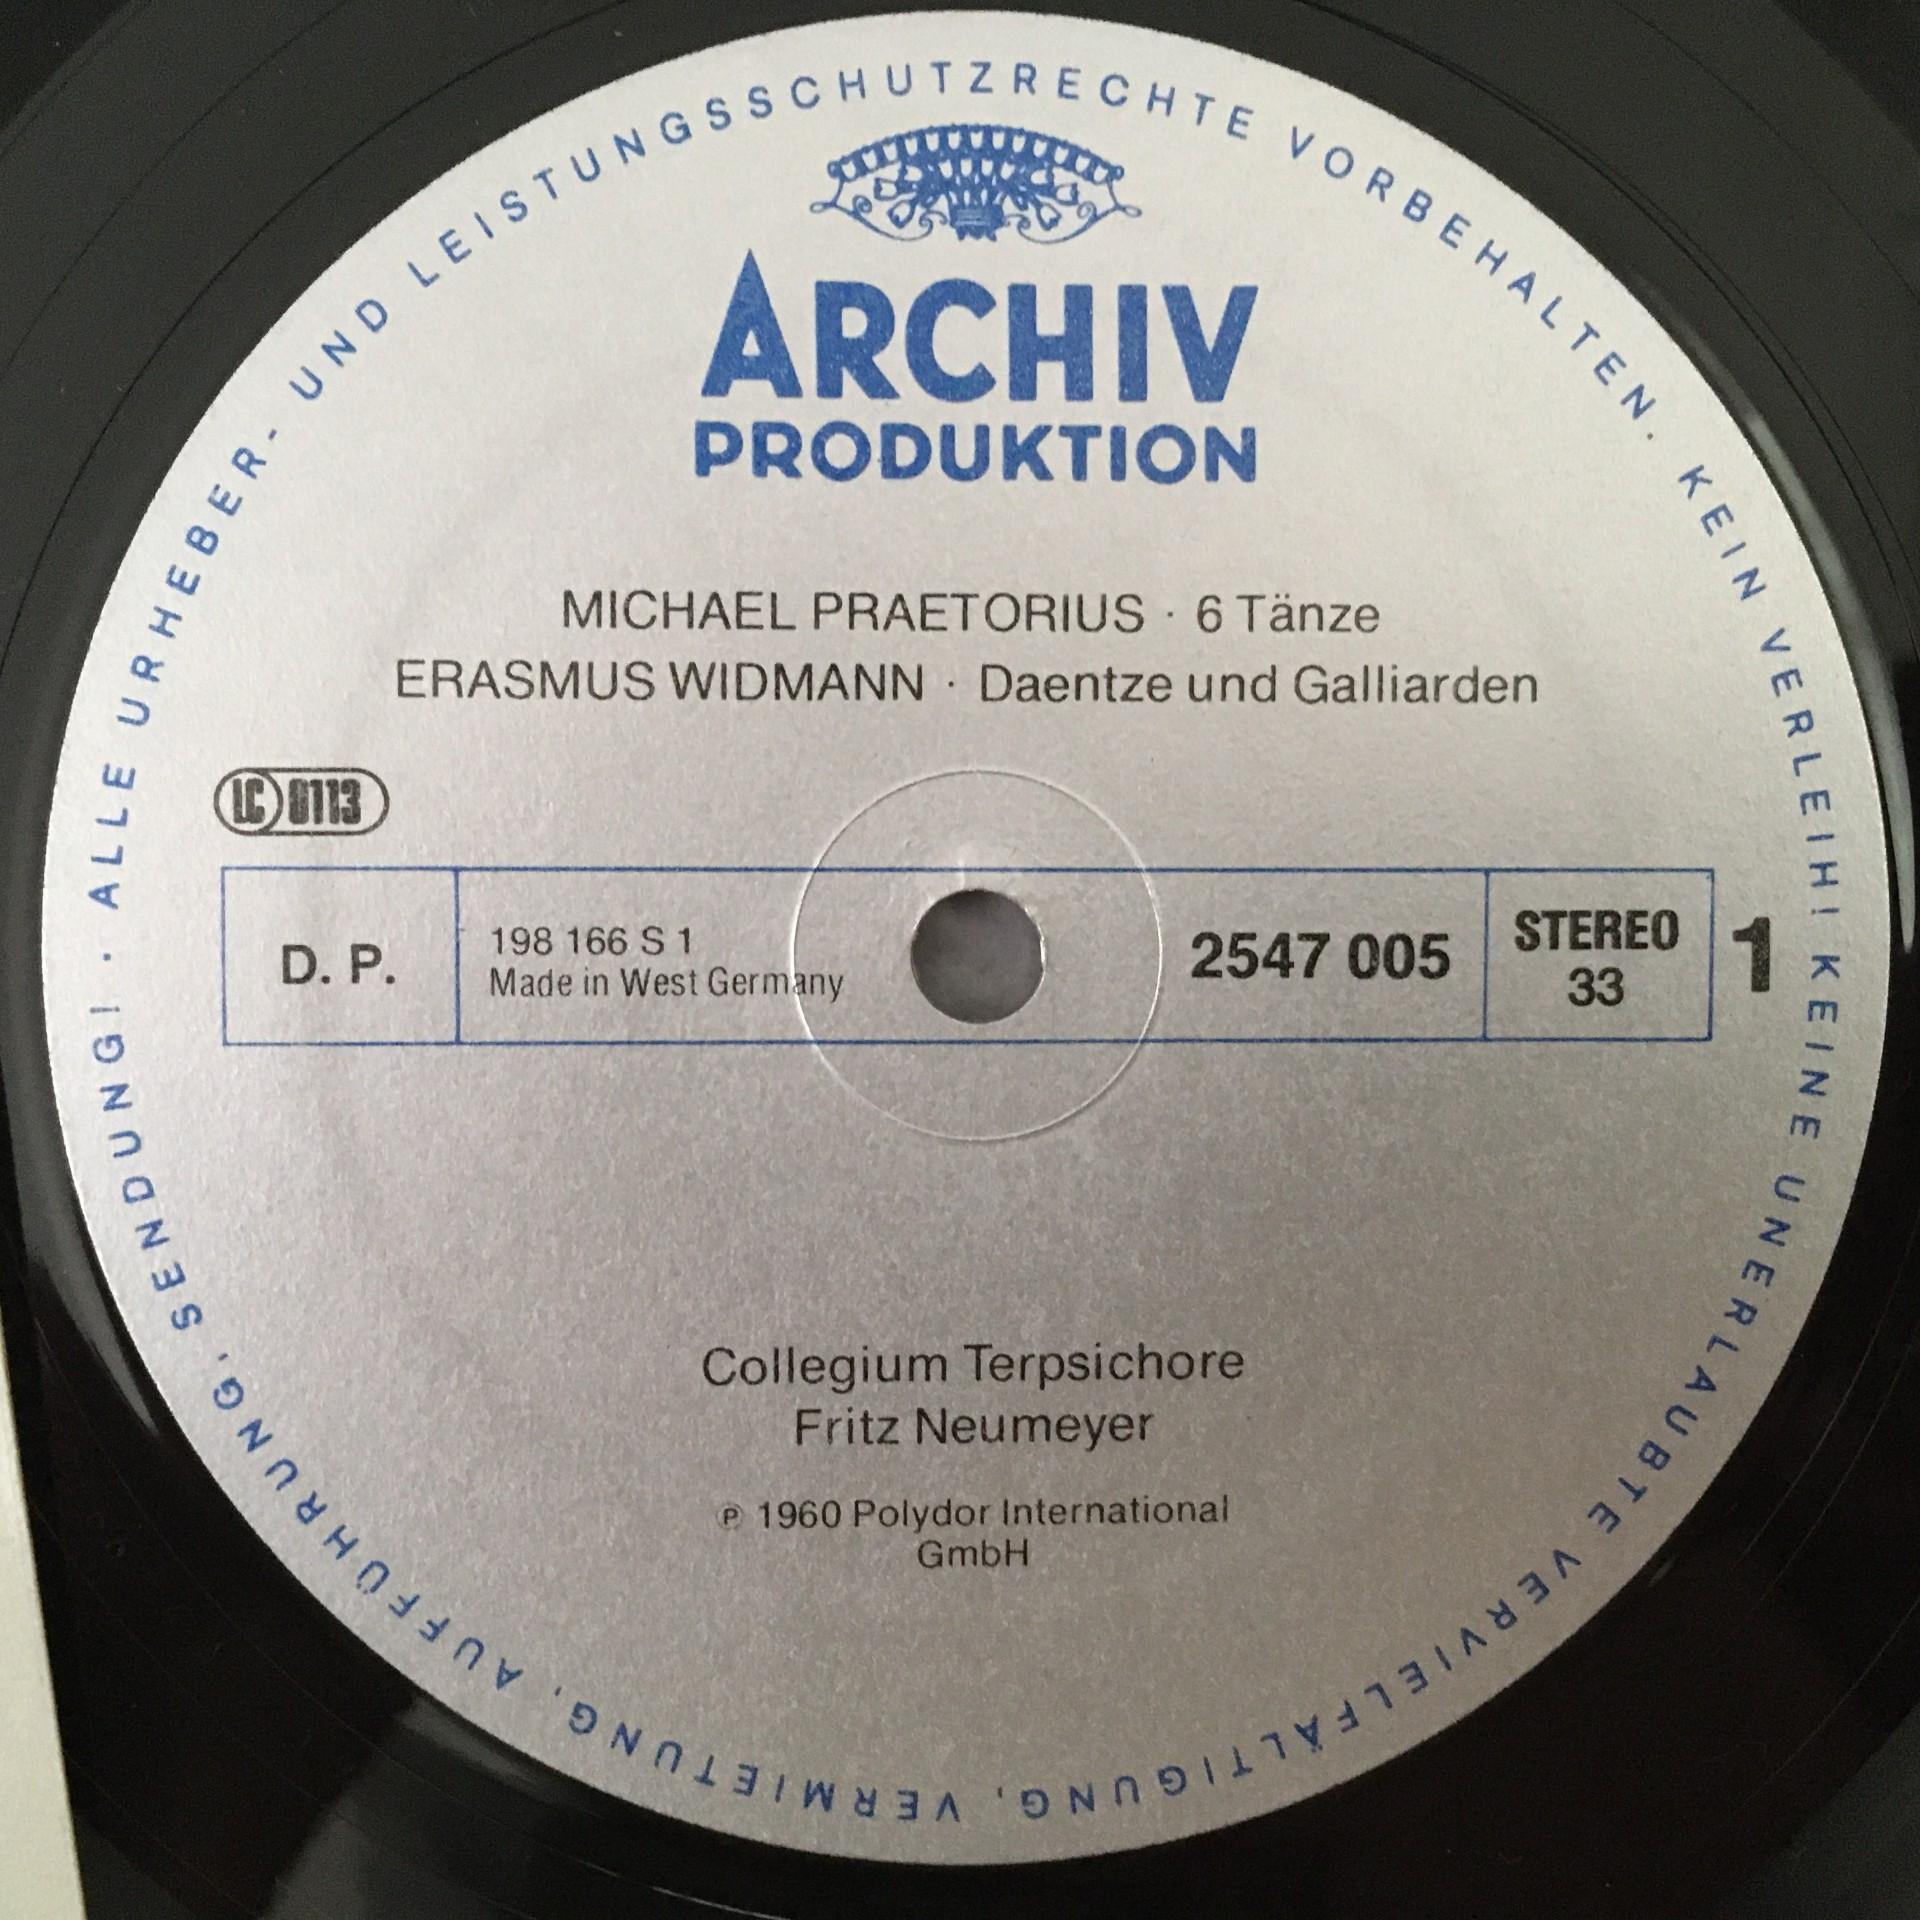 ALLE URHEBER- UND LEISTUNGSSCHUTZRECHTE VORBEHALTEN. KEIN VERLEIH! KEINE UNERLAUBTE VERVIELFÄLTIGUNG, VERMIETUNG, AUFFÜHRUNG, SENDUNG! ·
ARCHIV
PRODUKTION
MICHAEL PRAETORIUS · 6 Tänze
ERASMUS WIDMANN · Daentze und Galliarden
LC 0113
D. P.
198 166 S 1
Made in West Germany
2547 005
STEREO
33
1
Collegium Terpsichore
Fritz Neumeyer
℗ 1960 Polydor International
GmbH